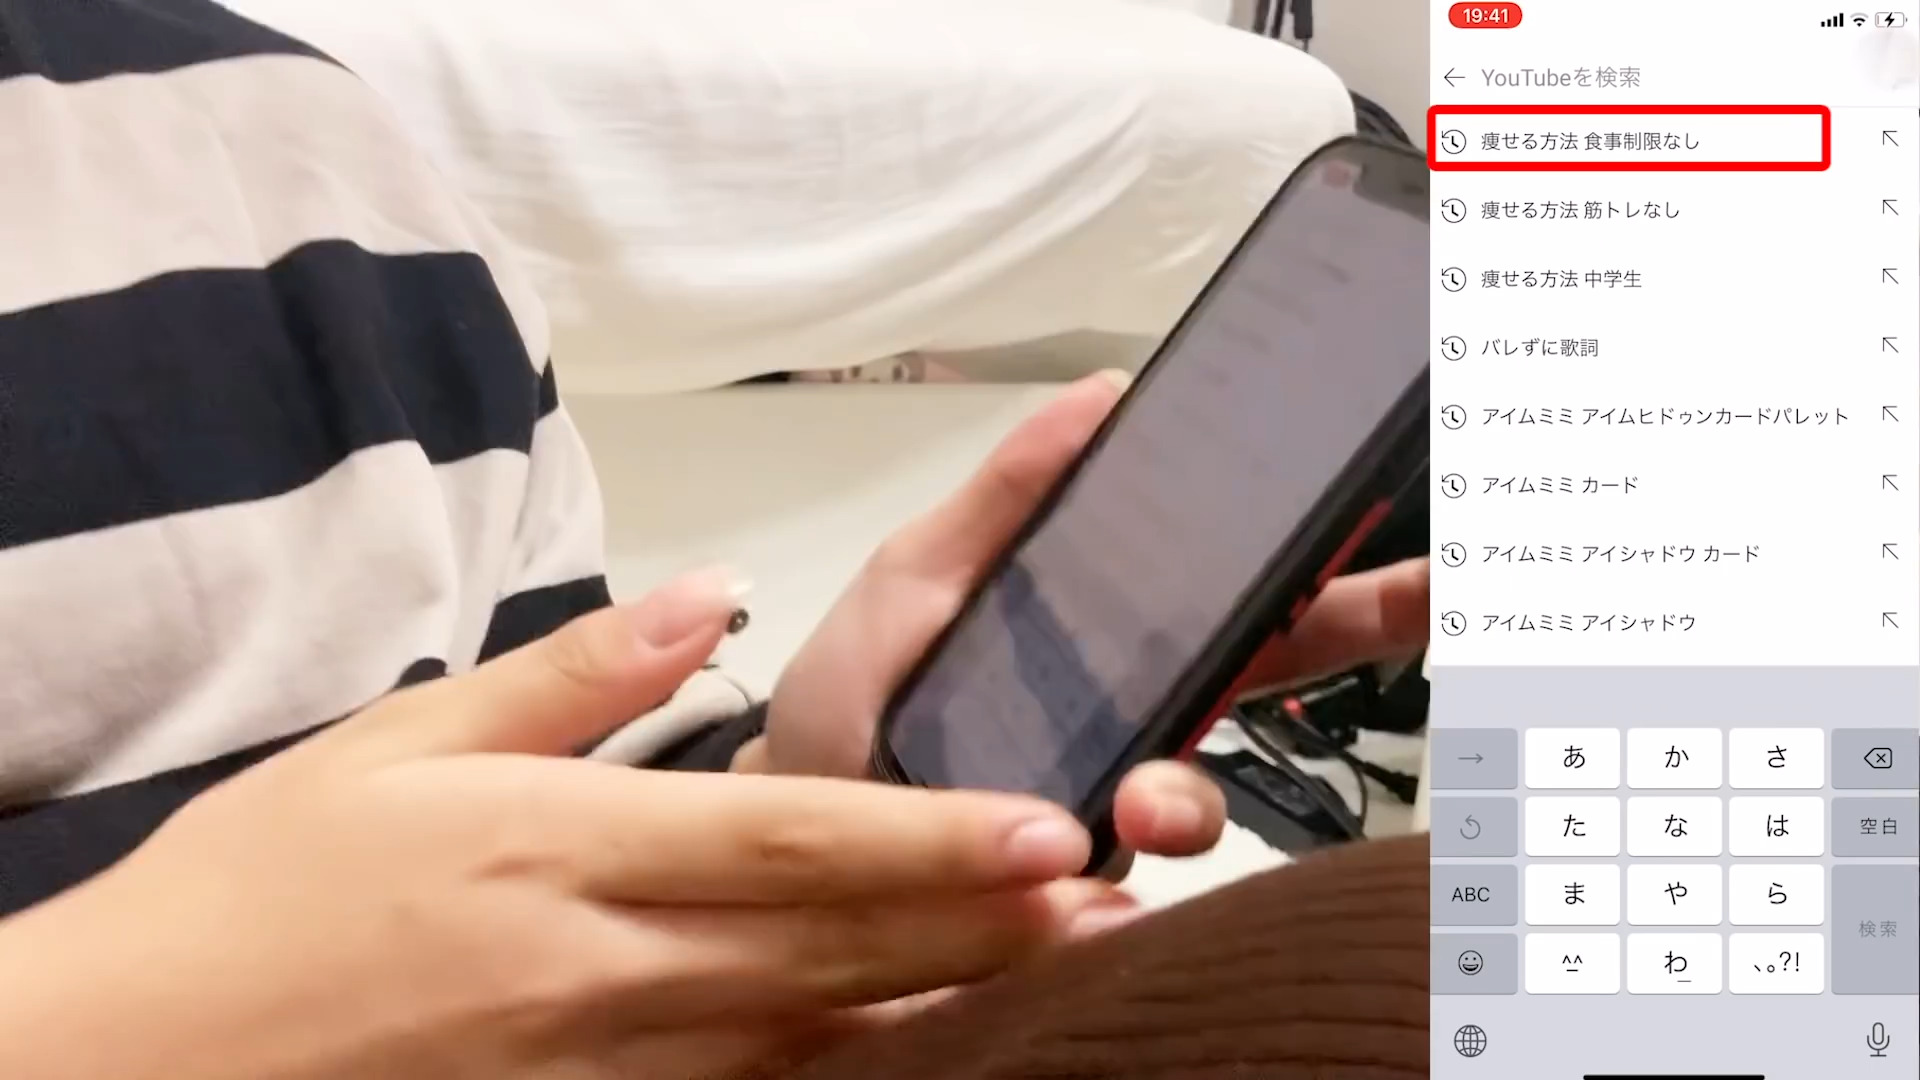 19:41
YouTubeを検索
痩せる方法 食事制限なし
痩せる方法 筋トレなし
痩せる方法 中学生
バレずに歌詞
アイムミミ アイムヒドゥンカードパレット
アイムミミ カード
アイムミミ アイシャドウ カード
アイムミミ アイシャドウ
→ あ か さ
た な は 空白
ABC ま や ら
検索
^^ わ 、。?!